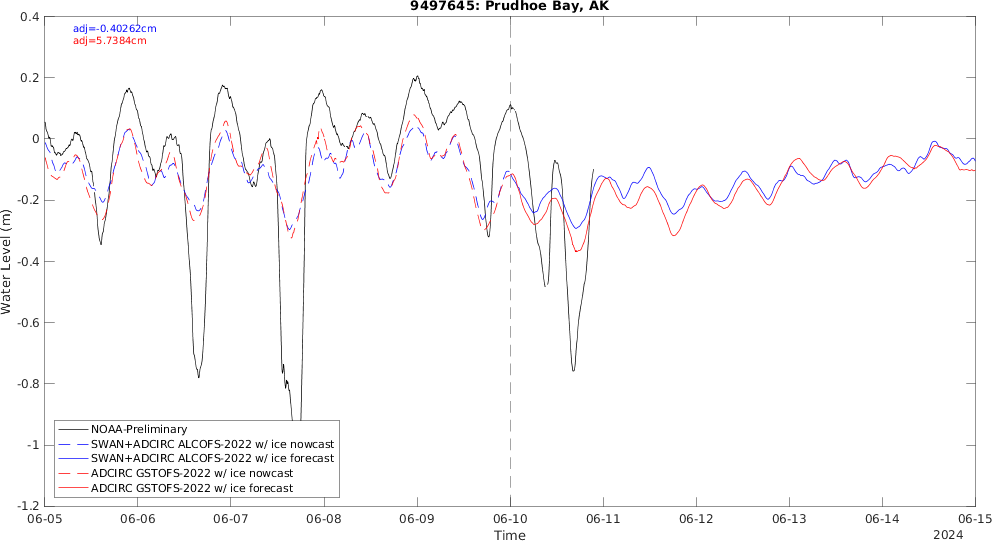 9497645: Prudhoe Bay, AK
adj=-0.40262cm
adj=5.7384cm
0.4
0.2
0
-0.2
-0.4
-0.6
-0.8
-1
-1.2
Water Level (m)
NOAA-Preliminary
SWAN+ADCIRC ALCOFS-2022 w/ ice nowcast
SWAN+ADCIRC ALCOFS-2022 w/ ice forecast
ADCIRC GSTOFS-2022 w/ ice nowcast
ADCIRC GSTOFS-2022 w/ ice forecast
06-05 06-06 06-07 06-08 06-09 06-10 06-11 06-12 06-13 06-14 06-15
Time
2024